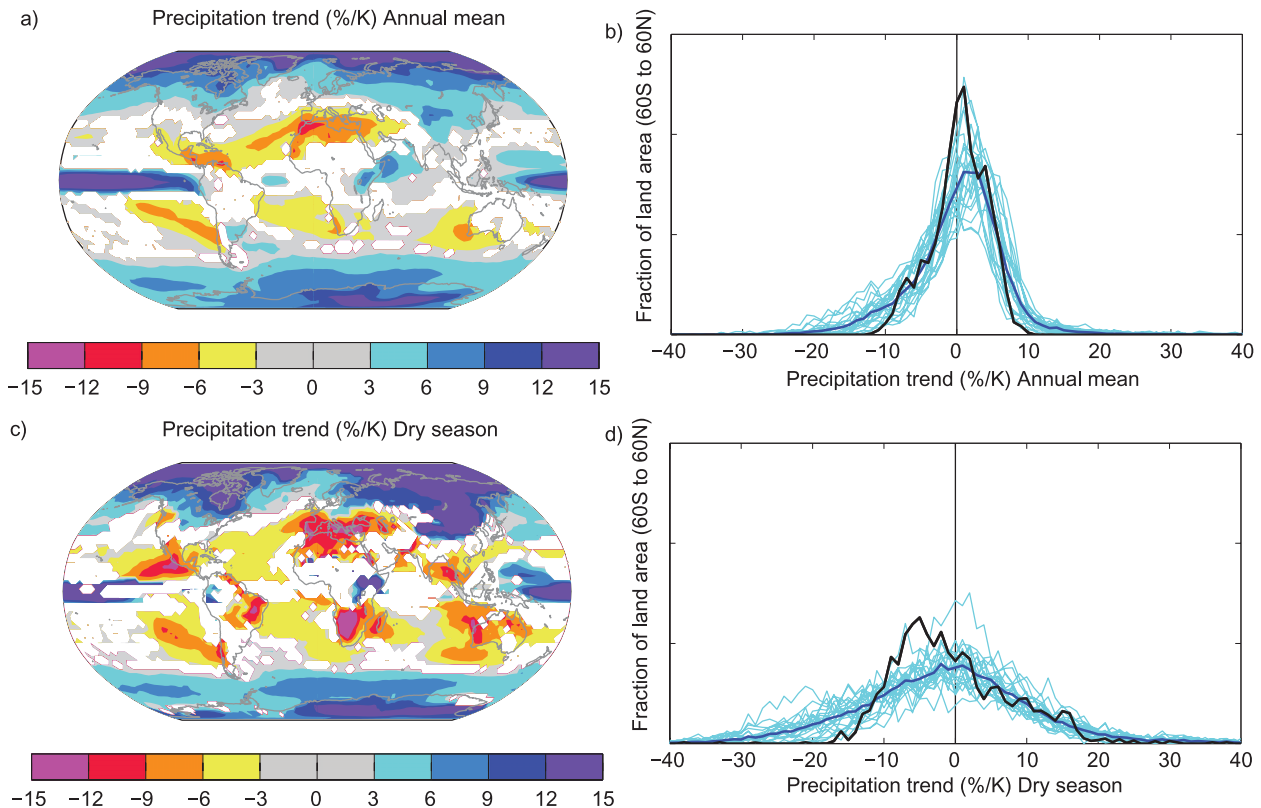 a)
Precipitation trend (%/K) Annual mean
−15 −12 −9 −6 −3 0 3 6 9 12 15
b)
Fraction of land area (60S to 60N)
−40 −30 −20 −10 0 10 20 30 40
Precipitation trend (%/K) Annual mean
c)
Precipitation trend (%/K) Dry season
−15 −12 −9 −6 −3 0 3 6 9 12 15
d)
Fraction of land area (60S to 60N)
−40 −30 −20 −10 0 10 20 30 40
Precipitation trend (%/K) Dry season